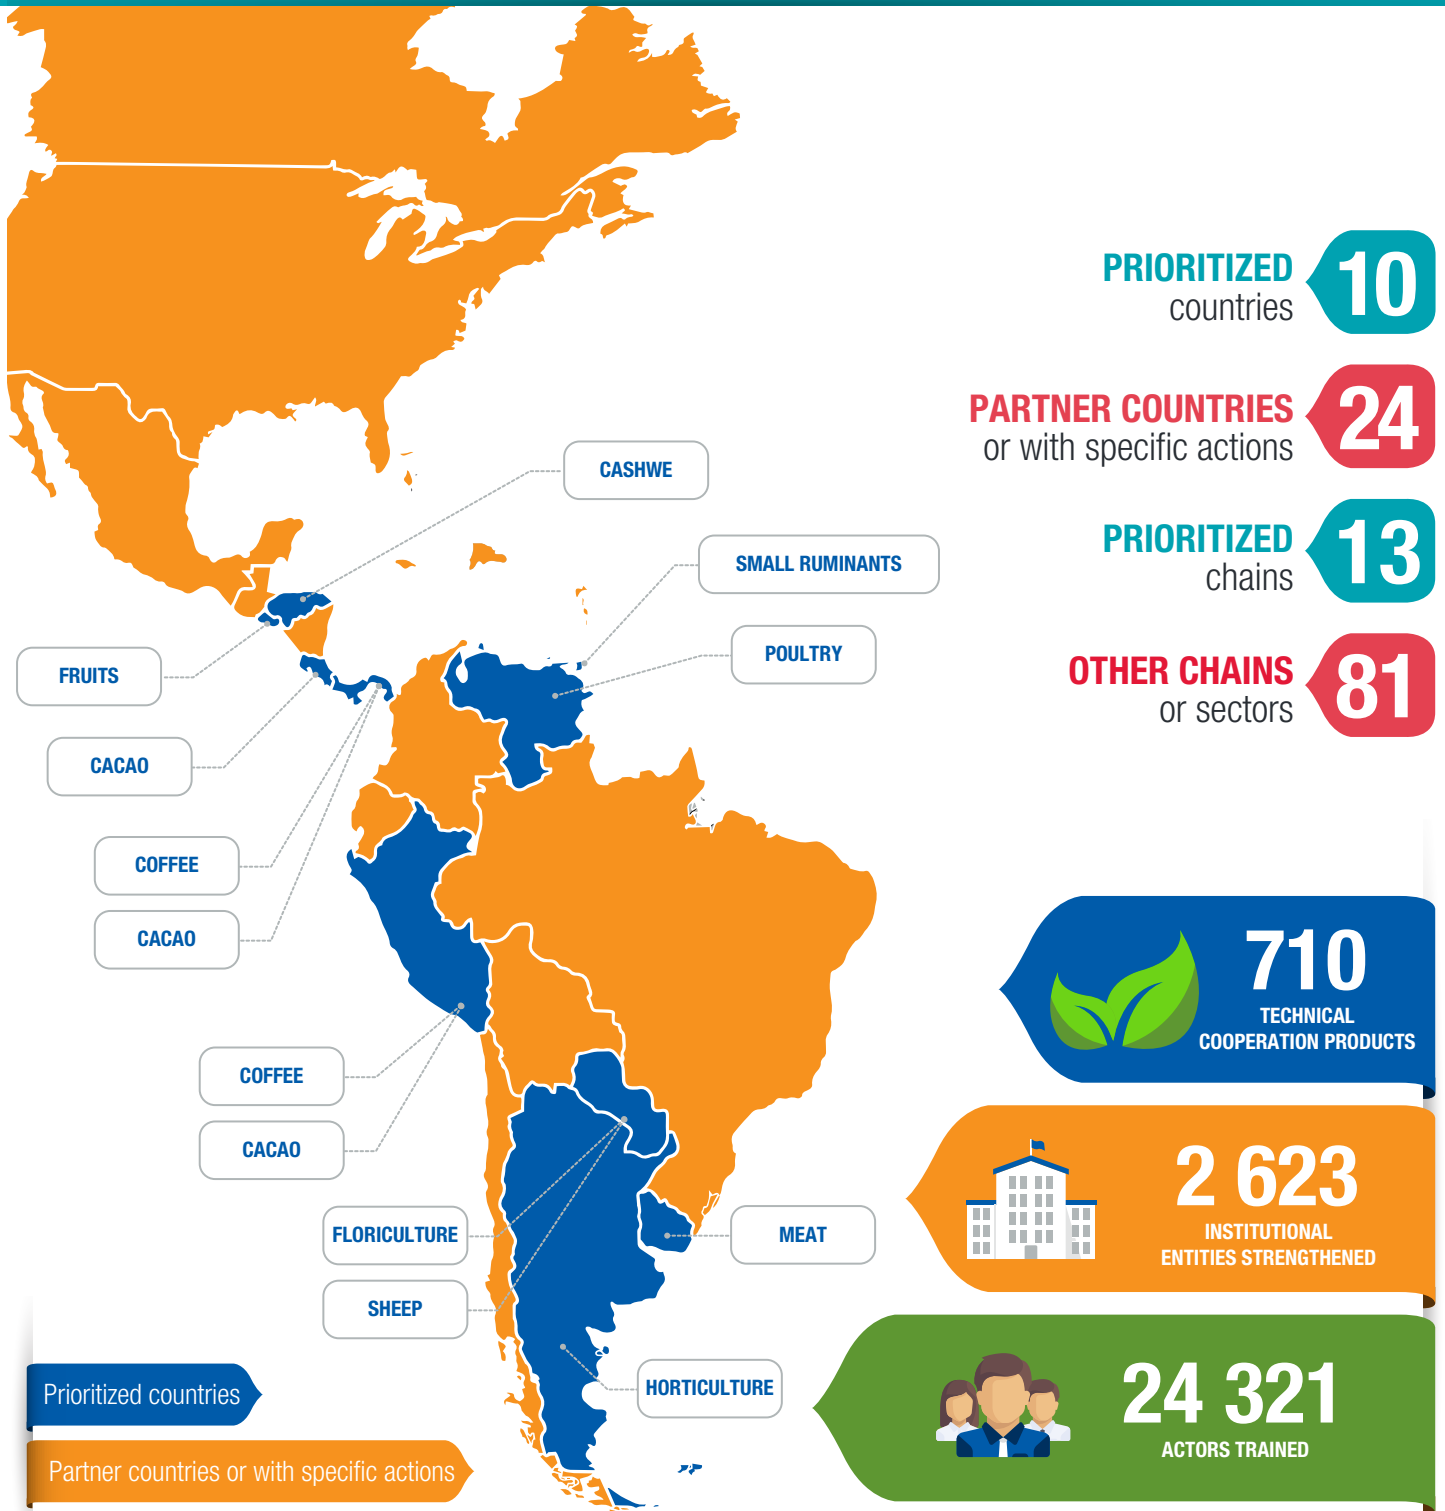 PRIORITIZED
countries
10
PARTNER COUNTRIES
or with specific actions
24
PRIORITIZED
chains
13
OTHER CHAINS
or sectors
81
CASHWE
SMALL RUMINANTS
POULTRY
FRUITS
CACAO
COFFEE
CACAO
COFFEE
CACAO
FLORICULTURE
SHEEP
MEAT
HORTICULTURE
710
TECHNICAL
COOPERATION PRODUCTS
2 623
INSTITUTIONAL
ENTITIES STRENGTHENED
24 321
ACTORS TRAINED
Prioritized countries
Partner countries or with specific actions